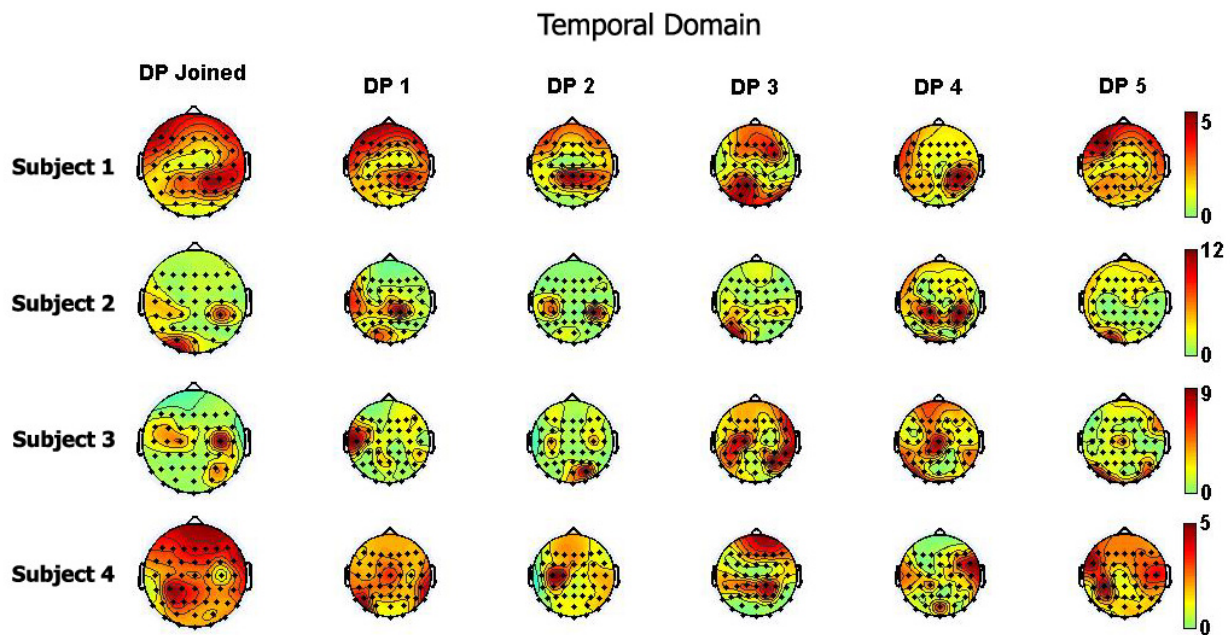 Temporal Domain
DP Joined DP 1 DP 2 DP 3 DP 4 DP 5
Subject 1
5
0
Subject 2
12
0
Subject 3
9
0
Subject 4
5
0